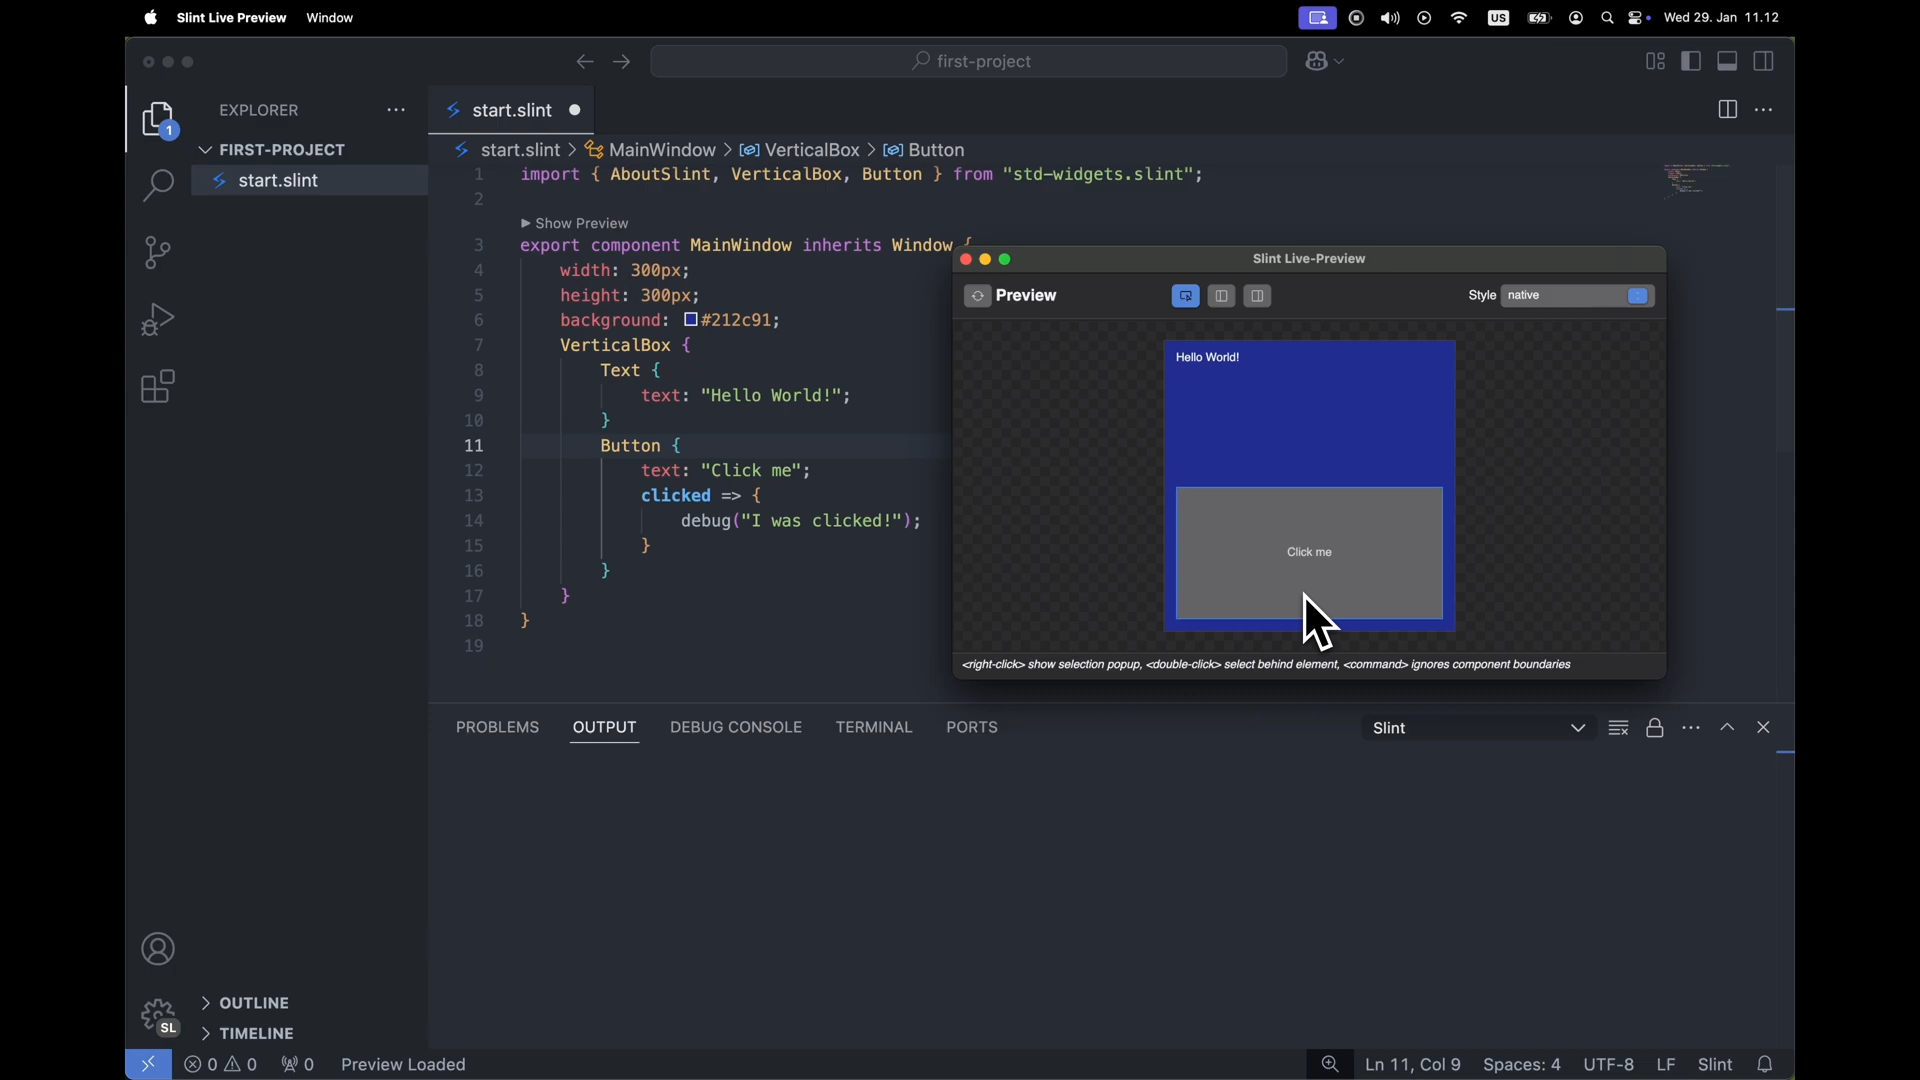 Slint Live Preview Window US Wed 29. Jan 11.12
first-project
EXPLORER
start.slint
1
FIRST-PROJECT
start.slint
start.slint > MainWindow > VerticalBox > Button
1 import { AboutSlint, VerticalBox, Button } from "std-widgets.slint";
2
Show Preview
3 export component MainWindow inherits Window {
4 width: 300px;
5 height: 300px;
6 background: #212c91;
7 VerticalBox {
8 Text {
9 text: "Hello World!";
10 }
11 Button {
12 text: "Click me";
13 clicked => {
14 debug("I was clicked!");
15 }
16 }
17 }
18 }
19
Slint Live-Preview
Preview Style native
Hello World!
Click me
<right-click> show selection popup, <double-click> select behind element, <command> ignores component boundaries
PROBLEMS OUTPUT DEBUG CONSOLE TERMINAL PORTS Slint
OUTLINE
SL
TIMELINE
0 0 0 Preview Loaded Ln 11, Col 9 Spaces: 4 UTF-8 LF Slint